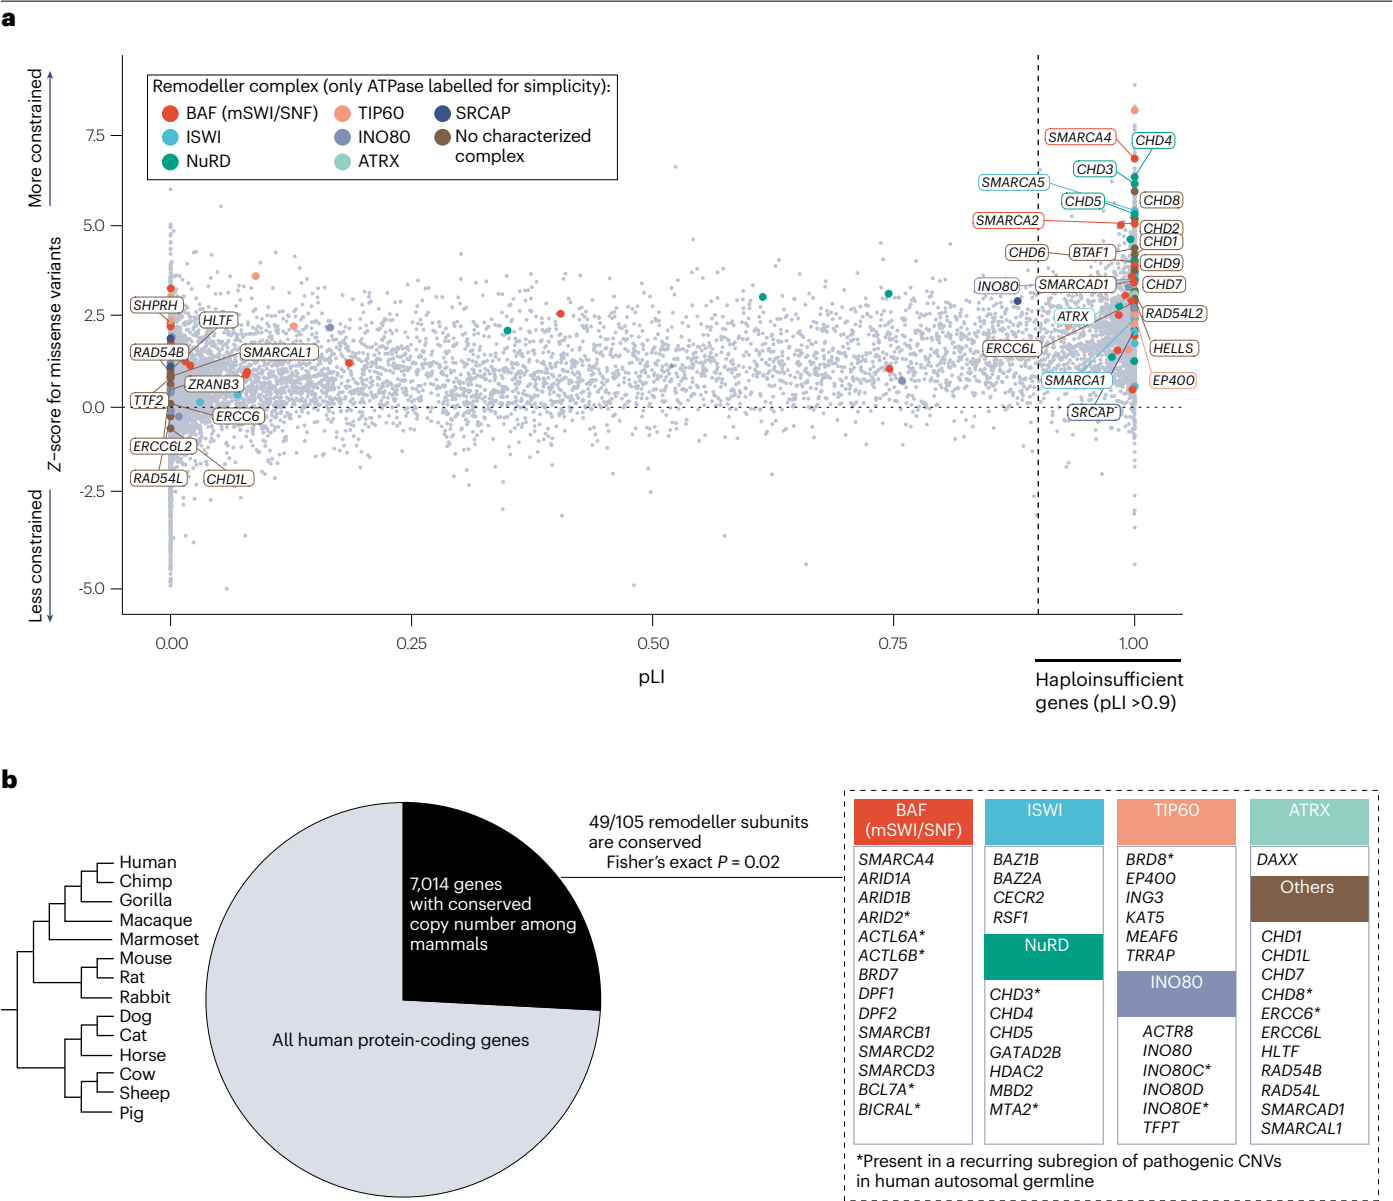 a
More constrained
Z–score for missense variants
Less constrained
Remodeller complex (only ATPase labelled for simplicity):
BAF (mSWI/SNF)
TIP60
SRCAP
ISWI
INO80
No characterized
complex
NuRD
ATRX
7.5
5.0
2.5
0.0
-2.5
-5.0
SHPRH
HLTF
RAD54B
SMARCAL1
ZRANB3
TTF2
ERCC6
ERCC6L2
RAD54L
CHD1L
SMARCA4
CHD4
CHD3
SMARCA5
CHD5
CHD8
SMARCA2
CHD2
CHD1
CHD6
BTAF1
CHD9
INO80
SMARCAD1
CHD7
ATRX
RAD54L2
ERCC6L
HELLS
SMARCA1
EP400
SRCAP
0.00
0.25
0.50
0.75
1.00
pLI
Haploinsufficient
genes (pLI >0.9)
b
Human
Chimp
Gorilla
Macaque
Marmoset
Mouse
Rat
Rabbit
Dog
Cat
Horse
Cow
Sheep
Pig
7,014 genes
with conserved
copy number among
mammals
All human protein-coding genes
49/105 remodeller subunits
are conserved
Fisher's exact P = 0.02
BAF
(mSWI/SNF)
SMARCA4
ARID1A
ARID1B
ARID2*
ACTL6A*
ACTL6B*
BRD7
DPF1
DPF2
SMARCB1
SMARCD2
SMARCD3
BCL7A*
BICRAL*
ISWI
BAZ1B
BAZ2A
CECR2
RSF1
NuRD
CHD3*
CHD4
CHD5
GATAD2B
HDAC2
MBD2
MTA2*
TIP60
BRD8*
EP400
ING3
KAT5
MEAF6
TRRAP
INO80
ACTR8
INO80
INO80C*
INO80D
INO80E*
TFPT
ATRX
DAXX
Others
CHD1
CHD1L
CHD7
CHD8*
ERCC6*
ERCC6L
HLTF
RAD54B
RAD54L
SMARCAD1
SMARCAL1
*Present in a recurring subregion of pathogenic CNVs
in human autosomal germline